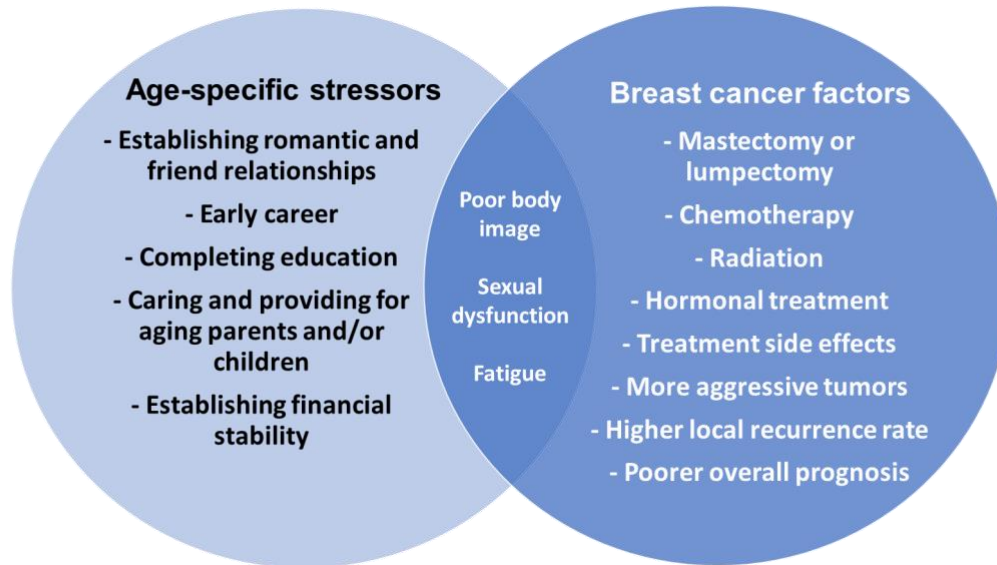 Age-specific stressors
- Establishing romantic and
friend relationships
- Early career
- Completing education
- Caring and providing for
aging parents and/or
children
- Establishing financial
stability
Poor body
image
Sexual
dysfunction
Fatigue
Breast cancer factors
- Mastectomy or
lumpectomy
- Chemotherapy
- Radiation
- Hormonal treatment
- Treatment side effects
- More aggressive tumors
- Higher local recurrence rate
- Poorer overall prognosis